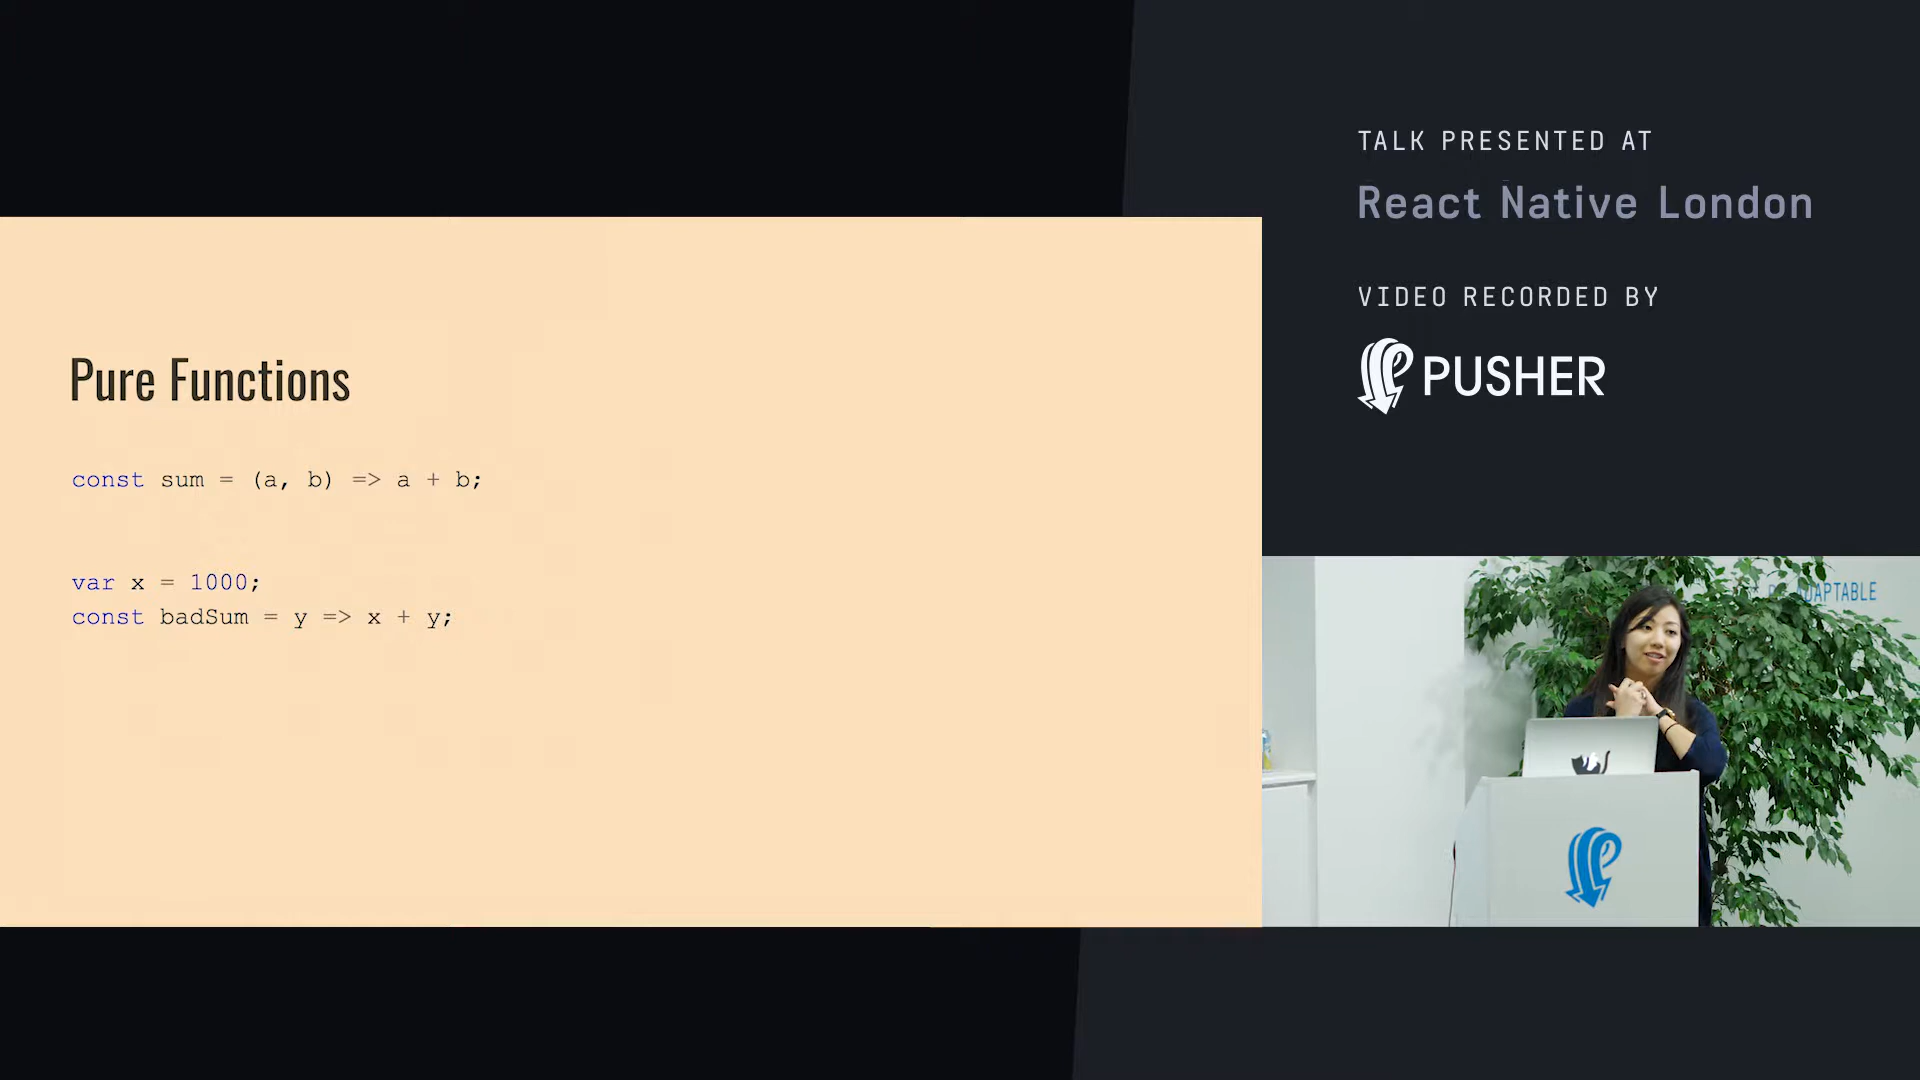 Pure Functions
const sum = (a, b) => a + b;
var x = 1000;
const badSum = y => x + y;
TALK PRESENTED AT
React Native London
VIDEO RECORDED BY
PUSHER